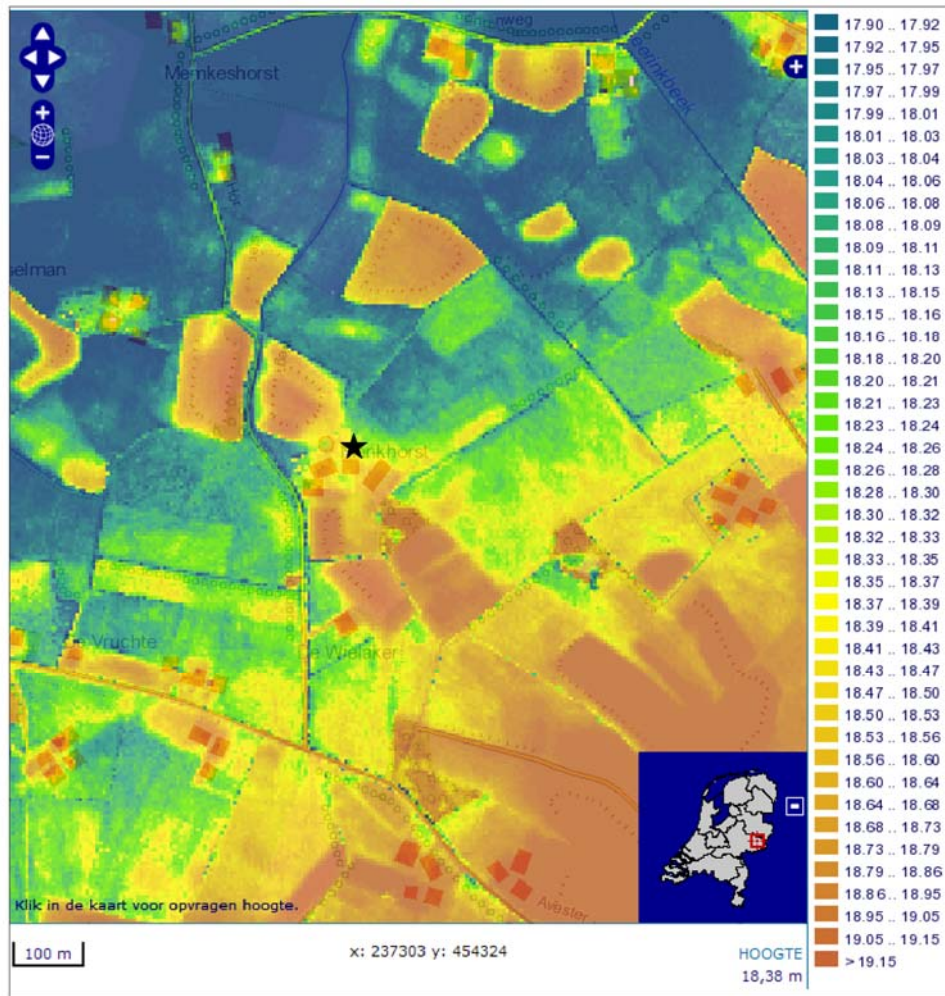 Memkeshorst
Klik in de kaart voor opvragen hoogte.
Avester
De Wielaker
100 m
x: 237303 y: 454324
HOOGTE
18,38 m
17.90 .. 17.92
17.92 .. 17.95
17.95 .. 17.97
17.97 .. 17.99
17.99 .. 18.01
18.01 .. 18.03
18.03 .. 18.04
18.04 .. 18.06
18.06 .. 18.08
18.08 .. 18.09
18.09 .. 18.11
18.11 .. 18.13
18.13 .. 18.15
18.15 .. 18.16
18.16 .. 18.18
18.18 .. 18.20
18.20 .. 18.21
18.21 .. 18.23
18.23 .. 18.24
18.24 .. 18.26
18.26 .. 18.28
18.28 .. 18.30
18.30 .. 18.32
18.32 .. 18.33
18.33 .. 18.35
18.35 .. 18.37
18.37 .. 18.39
18.39 .. 18.41
18.41 .. 18.43
18.43 .. 18.47
18.47 .. 18.50
18.50 .. 18.53
18.53 .. 18.56
18.56 .. 18.60
18.60 .. 18.64
18.64 .. 18.68
18.68 .. 18.73
18.73 .. 18.79
18.79 .. 18.86
18.86 .. 18.95
18.95 .. 19.05
19.05 .. 19.15
> 19.15